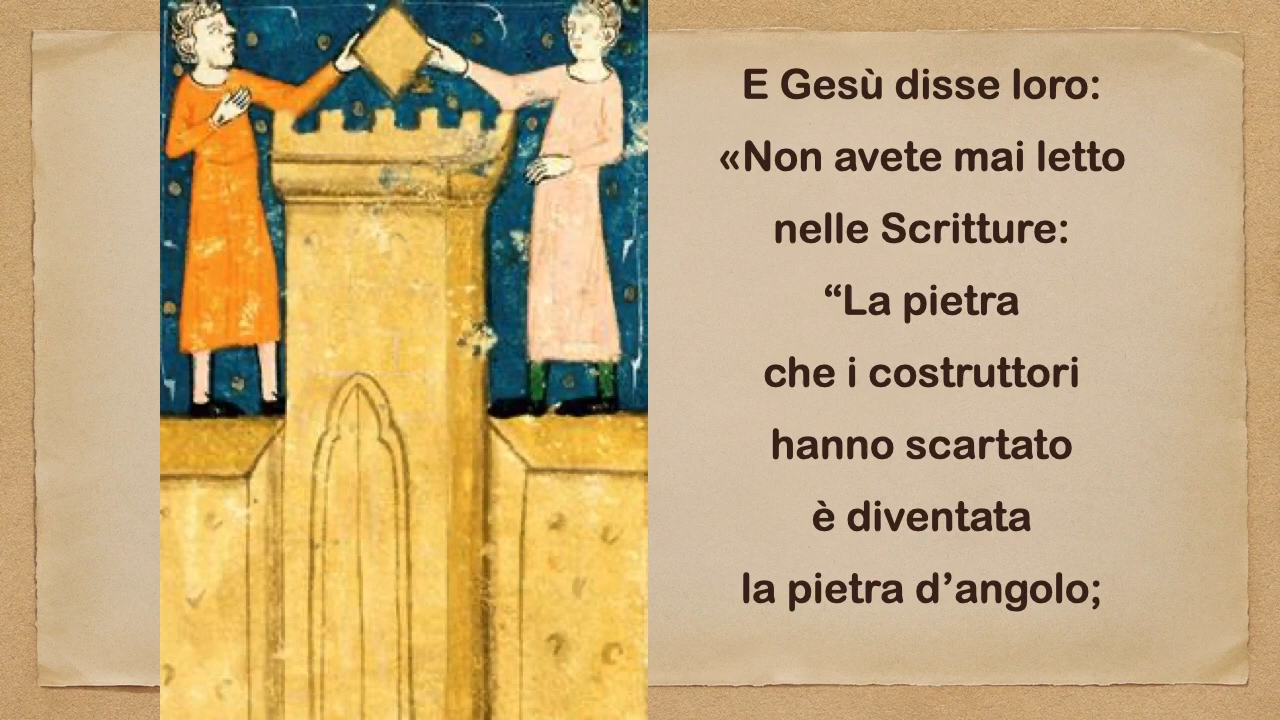 E Gesù disse loro:
«Non avete mai letto
nelle Scritture:
“La pietra
che i costruttori
hanno scartato
è diventata
la pietra d’angolo;